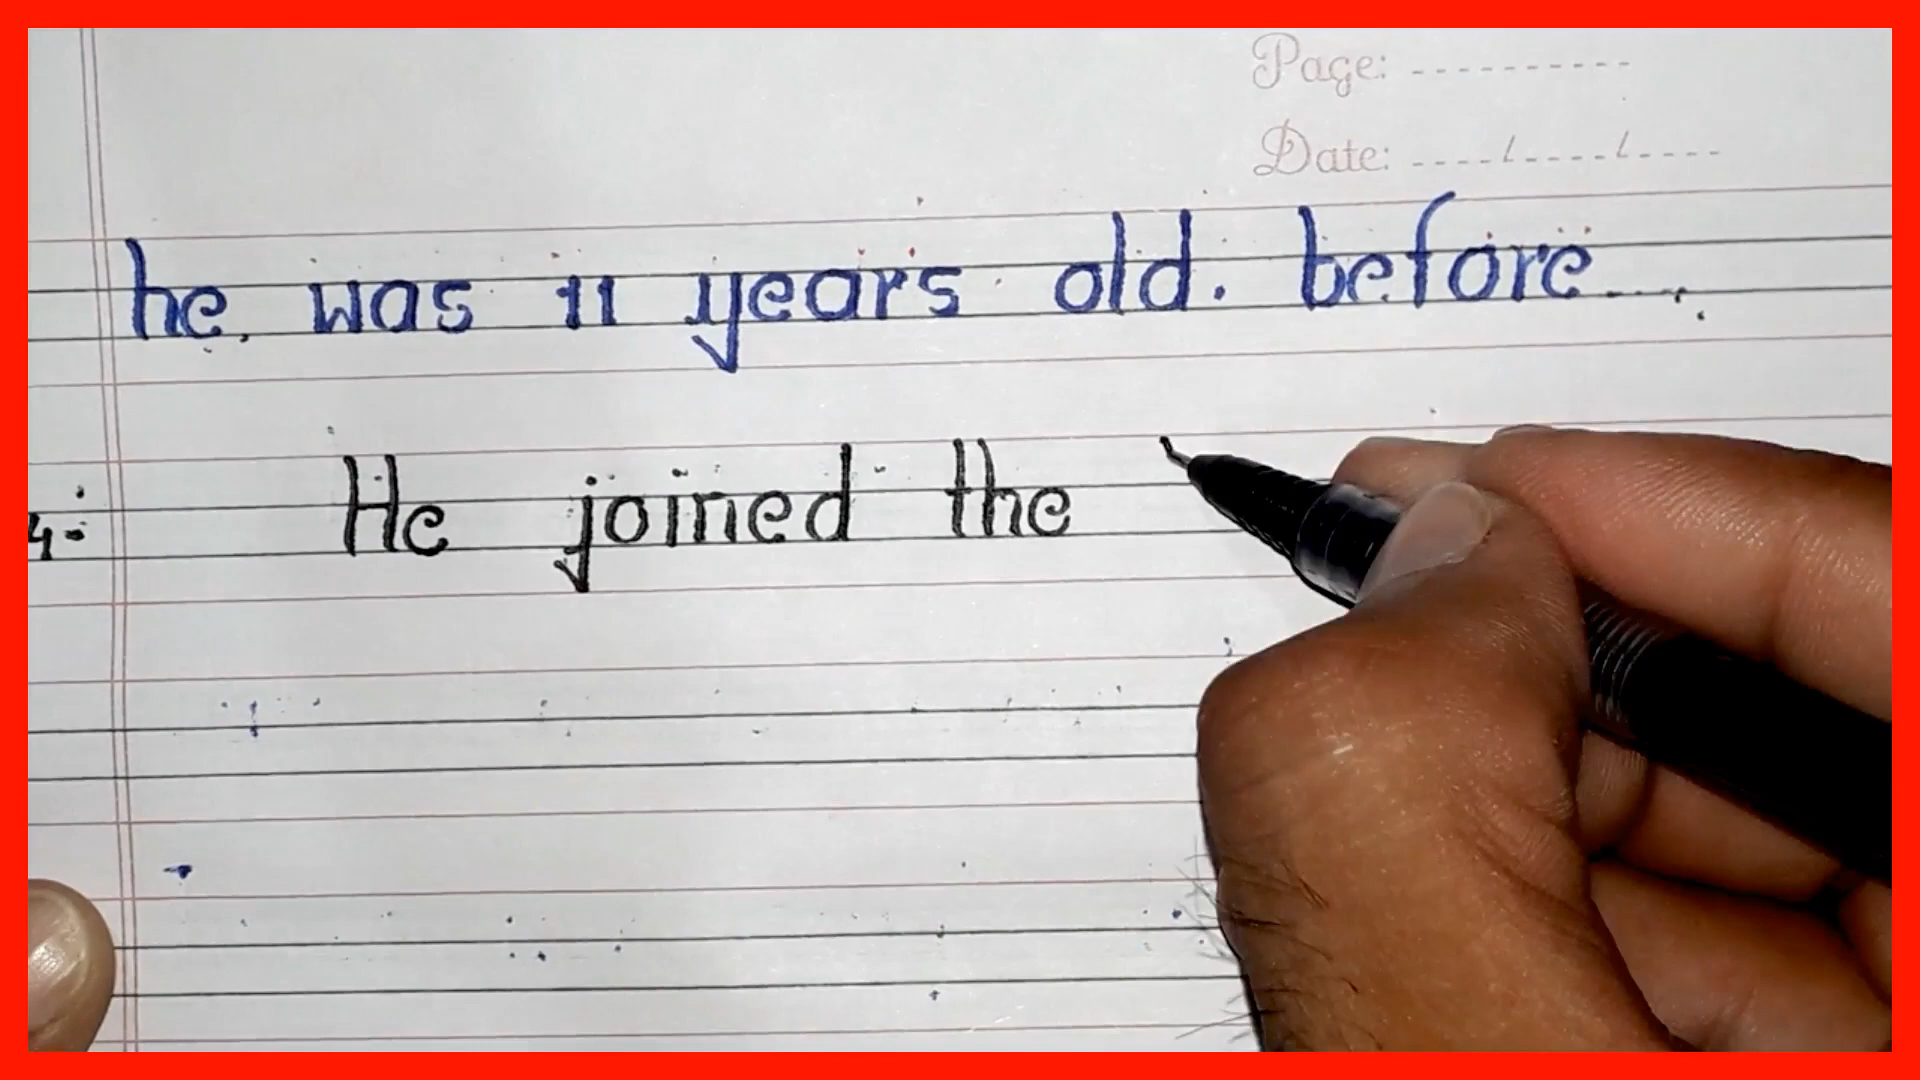 Page: ----------
Date: ----/----/----
he was 11 years old. before ....
4:- He joined the